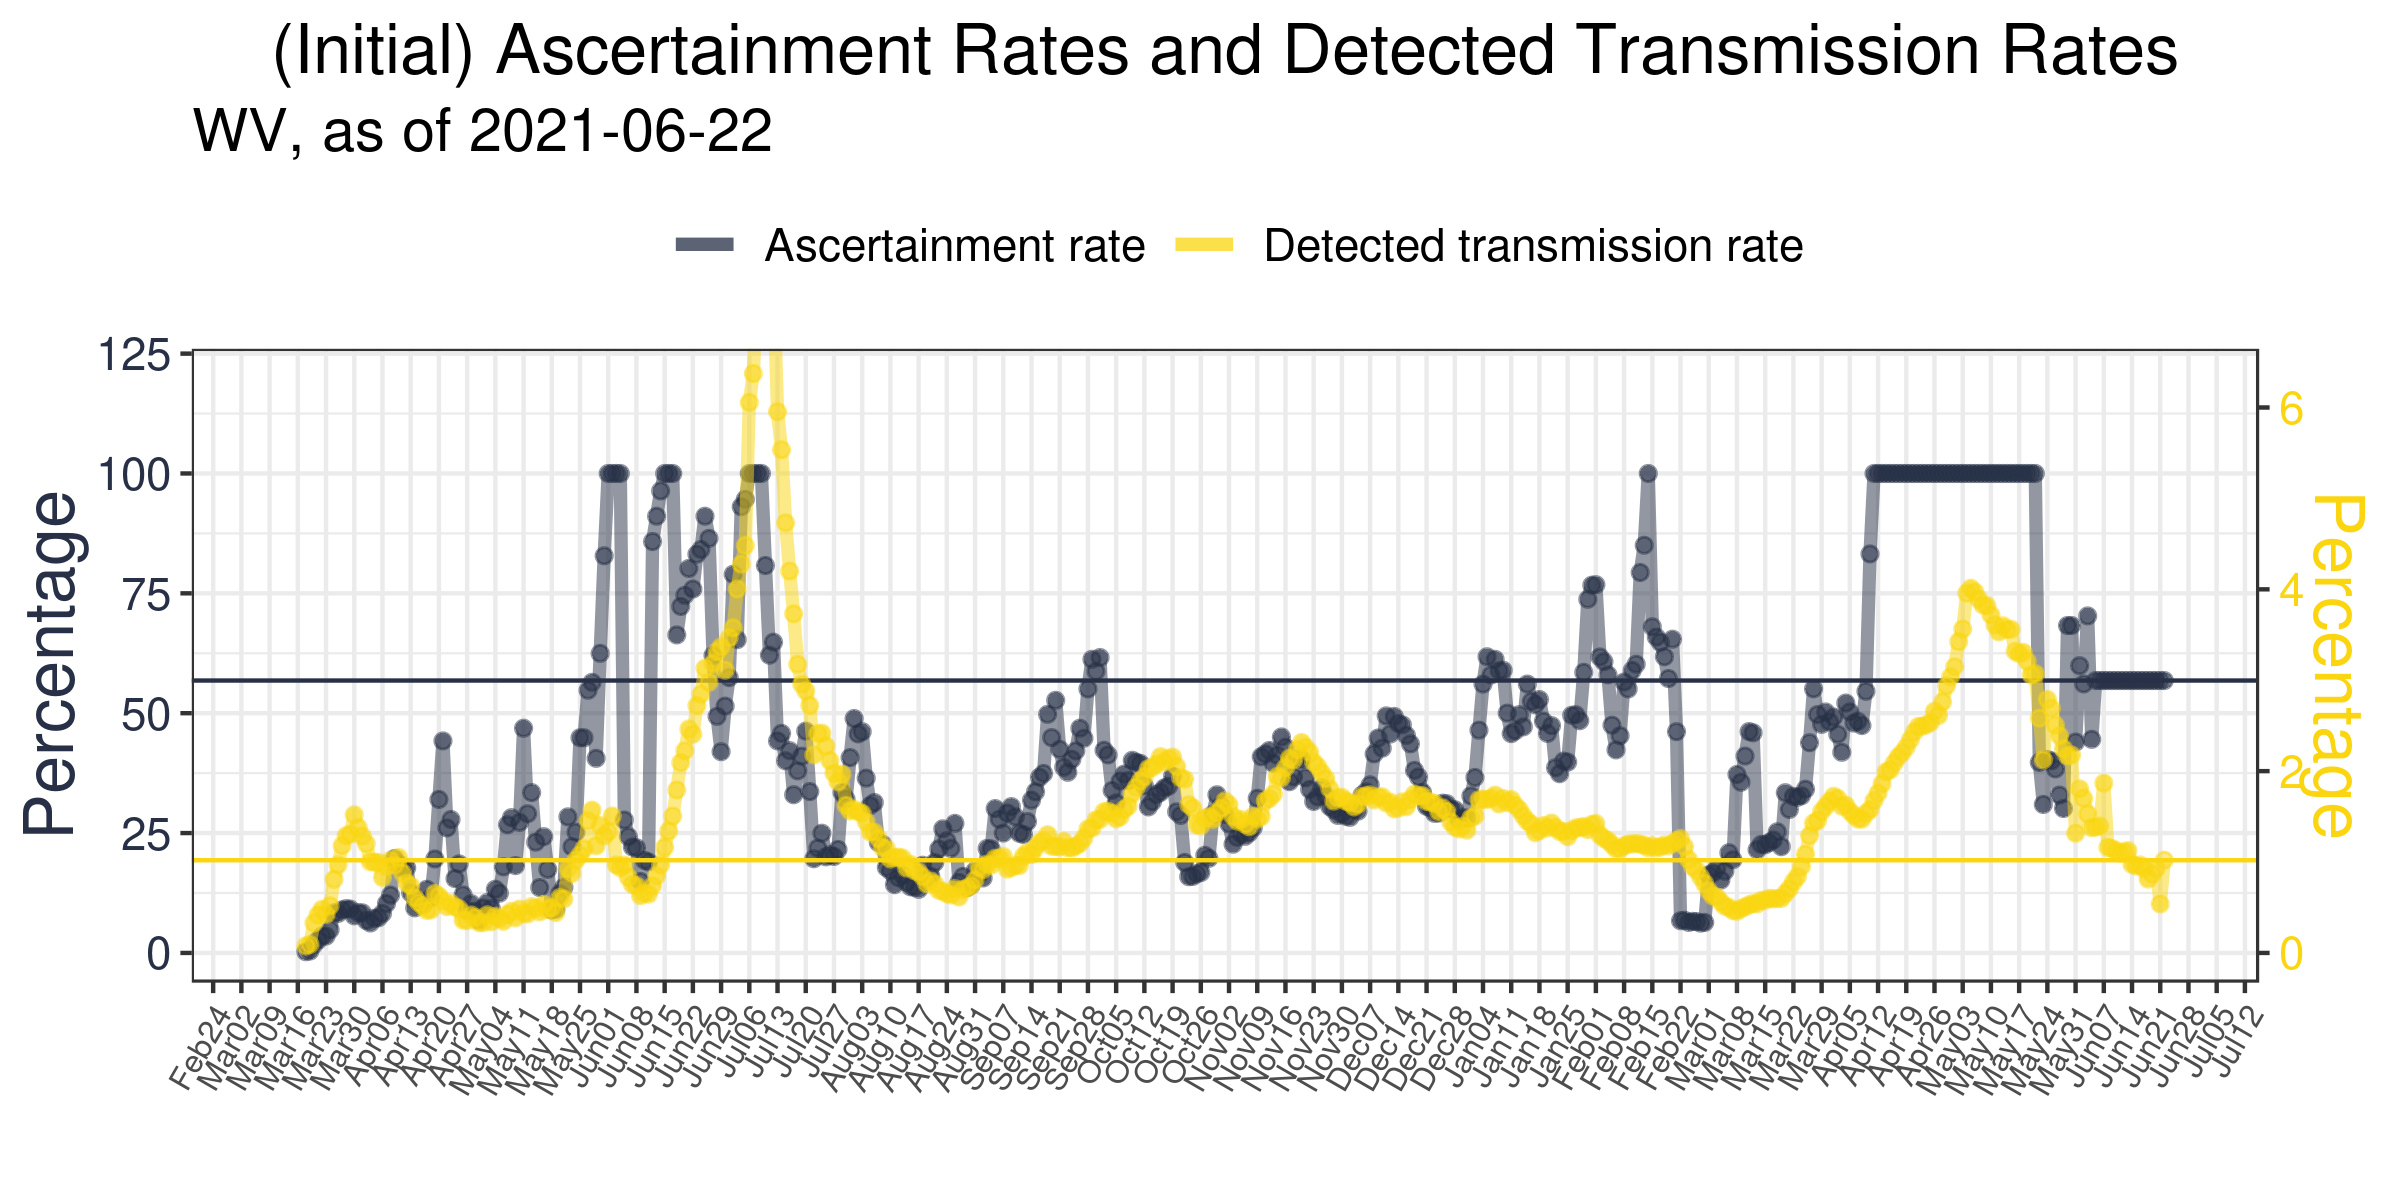 (Initial) Ascertainment Rates and Detected Transmission Rates
WV, as of 2021-06-22
Ascertainment rate
Detected transmission rate
125
100
75
50
25
0
Percentage
6
4
2
0
Percentage
Feb24
Mar02
Mar09
Mar16
Mar23
Mar30
Apr06
Apr13
Apr20
Apr27
May04
May11
May18
May25
Jun01
Jun08
Jun15
Jun22
Jun29
Jul06
Jul13
Jul20
Jul27
Aug03
Aug10
Aug17
Aug24
Aug31
Sep07
Sep14
Sep21
Sep28
Oct05
Oct12
Oct19
Oct26
Nov02
Nov09
Nov16
Nov23
Nov30
Dec07
Dec14
Dec21
Dec28
Jan04
Jan11
Jan18
Jan25
Feb01
Feb08
Feb15
Feb22
Mar01
Mar08
Mar15
Mar22
Mar29
Apr05
Apr12
Apr19
Apr26
May03
May10
May17
May24
May31
Jun07
Jun14
Jun21
Jun28
Jul05
Jul12